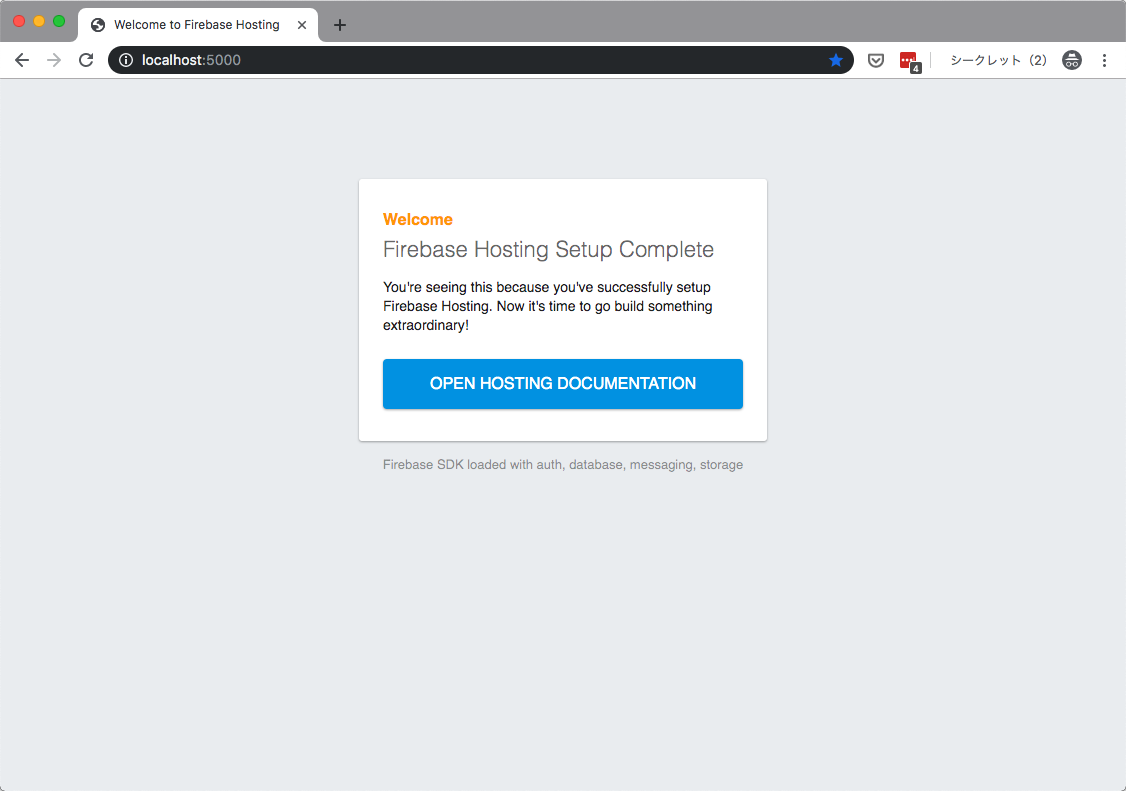 Welcome to Firebase Hosting
localhost:5000
4
シークレット（2）
Welcome
Firebase Hosting Setup Complete
You're seeing this because you've successfully setup
Firebase Hosting. Now it's time to go build something
extraordinary!
OPEN HOSTING DOCUMENTATION
Firebase SDK loaded with auth, database, messaging, storage